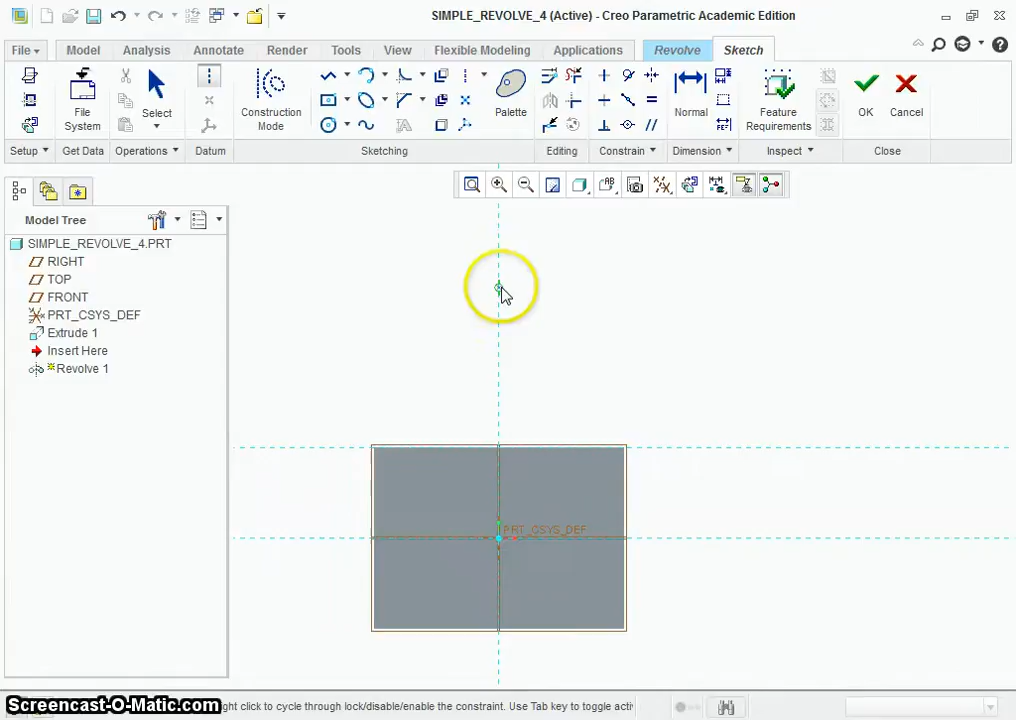 SIMPLE_REVOLVE_4 (Active) - Creo Parametric Academic Edition
File Model Analysis Annotate Render Tools View Flexible Modeling Applications Revolve Sketch
File System
Select
Construction Mode
Palette
Normal
Feature Requirements
OK
Cancel
Setup Get Data Operations Datum Sketching Editing Constrain Dimension Inspect Close
Model Tree
SIMPLE_REVOLVE_4.PRT
RIGHT
TOP
FRONT
PRT_CSYS_DEF
Extrude 1
Insert Here
Revolve 1
PRT_CSYS_DEF
Screencast-O-Matic.com
ght click to cycle through lock/disable/enable the constraint. Use Tab key to toggle activ